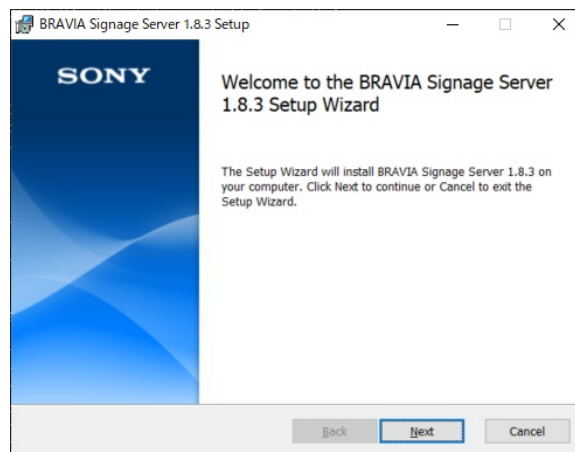 BRAVIA Signage Server 1.8.3 Setup
SONY
Welcome to the BRAVIA Signage Server
1.8.3 Setup Wizard
The Setup Wizard will install BRAVIA Signage Server 1.8.3 on
your computer. Click Next to continue or Cancel to exit the
Setup Wizard.
Back Next Cancel